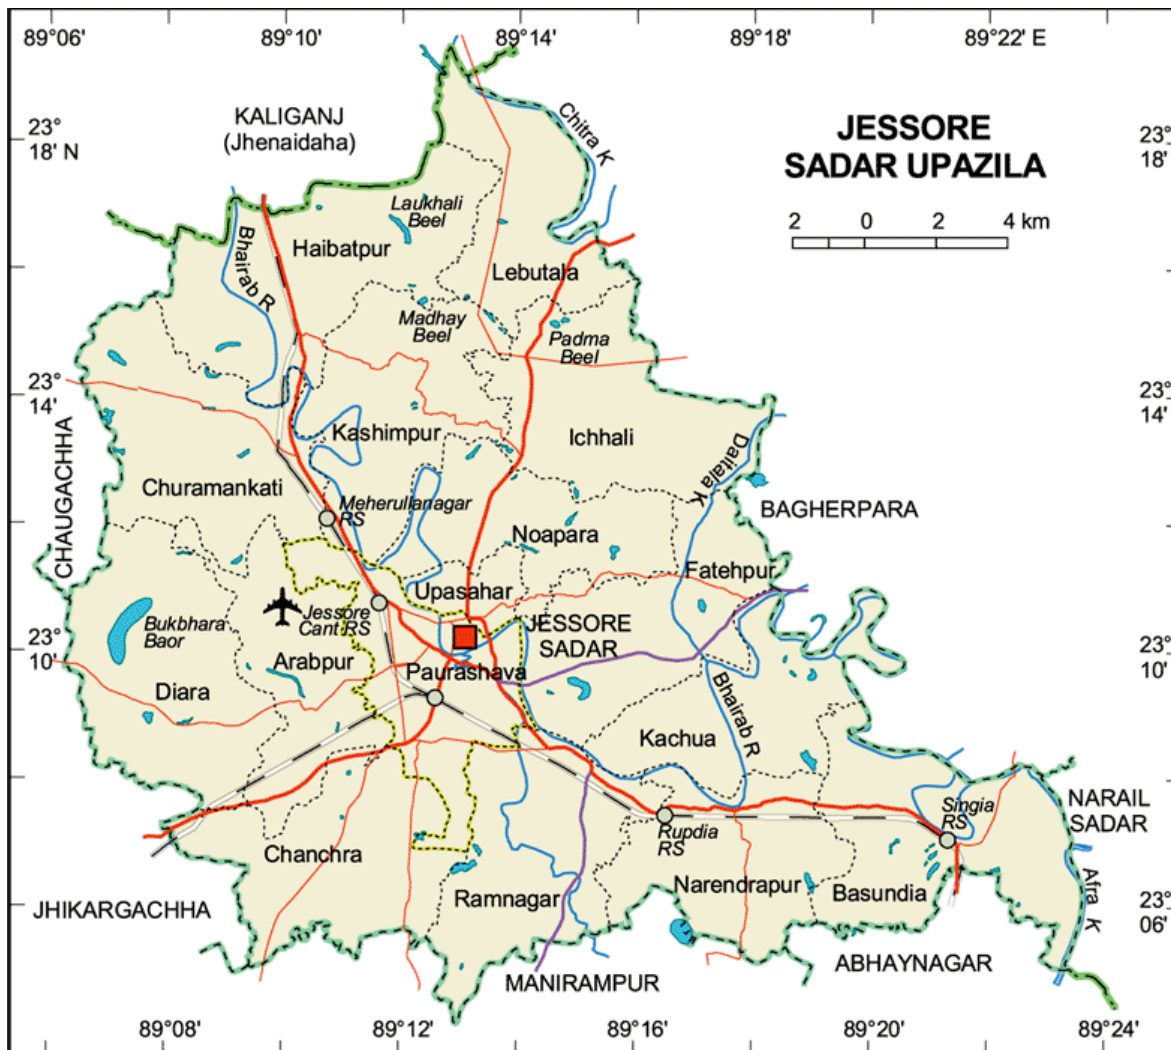 89°06'
89°10'
89°14'
89°18'
89°22' E
KALIGANJ
(Jhenaidaha)
Chitra K
JESSORE
SADAR UPAZILA
23°
18' N
23°
18'
2 0 2 4 km
Laukhali
Beel
Haibatpur
Bhairab R
Lebutala
Madhay
Beel
Padma
Beel
23°
14'
23°
14'
Kashimpur
Ichhali
Daitala K
CHAUGACHHA
Churamankati
Meherullanagar
RS
BAGHERPARA
Noapara
Fatehpur
Upasahar
Jessore
Cant RS
JESSORE
SADAR
Bukbhara
Baor
23°
10'
23°
10'
Arabpur
Paurashava
Diara
Bhairab R
Kachua
Singia
RS
NARAIL
SADAR
Rupdia
RS
Chanchra
Ramnagar
Narendrapur
Basundia
Afra K
JHIKARGACHHA
23°
06'
ABHAYNAGAR
MANIRAMPUR
89°08'
89°12'
89°16'
89°20'
89°24'